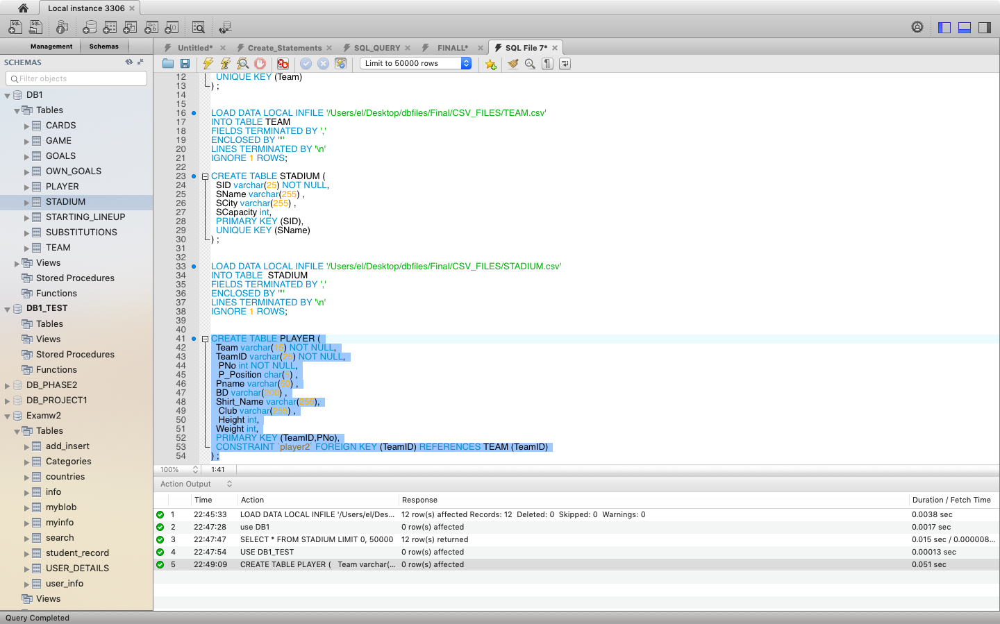 Local instance 3306
Management Schemas
Untitled* Create_Statements SQL_QUERY FINALL* SQL File 7*
SCHEMAS
Limit to 50000 rows
Filter objects
DB1
Tables
CARDS
GAME
GOALS
OWN_GOALS
PLAYER
STADIUM
STARTING_LINEUP
SUBSTITUTIONS
TEAM
Views
Stored Procedures
Functions
DB1_TEST
Tables
Views
Stored Procedures
Functions
DB_PHASE2
DB_PROJECT1
Examw2
Tables
add_insert
Categories
countries
info
myblob
myinfo
search
student_record
USER_DETAILS
user_info
Views
12 UNIQUE KEY (Team)
13 ) ;
14
15
16 LOAD DATA LOCAL INFILE '/Users/el/Desktop/dbfiles/Final/CSV_FILES/TEAM.csv'
17 INTO TABLE TEAM
18 FIELDS TERMINATED BY ','
19 ENCLOSED BY '"'
20 LINES TERMINATED BY '\n'
21 IGNORE 1 ROWS;
22
23 CREATE TABLE STADIUM (
24 SID varchar(25) NOT NULL,
25 SName varchar(255) ,
26 SCity varchar(255) ,
27 SCapacity int,
28 PRIMARY KEY (SID),
29 UNIQUE KEY (SName)
30 ) ;
31
32
33 LOAD DATA LOCAL INFILE '/Users/el/Desktop/dbfiles/Final/CSV_FILES/STADIUM.csv'
34 INTO TABLE  STADIUM
35 FIELDS TERMINATED BY ','
36 ENCLOSED BY '"'
37 LINES TERMINATED BY '\n'
38 IGNORE 1 ROWS;
39
40
41 CREATE TABLE PLAYER (
42 Team varchar(15) NOT NULL,
43 TeamID varchar(25) NOT NULL,
44 PNo int NOT NULL,
45 P_Position char(5) ,
46 Pname varchar(50) ,
47 BD varchar(200) ,
48 Shirt_Name varchar(255),
49 Club varchar(255) ,
50 Height int,
51 Weight int,
52 PRIMARY KEY (TeamID,PNo),
53 CONSTRAINT `player2` FOREIGN KEY (TeamID) REFERENCES TEAM (TeamID)
54 ) ;
100% 1:41
Action Output
Time Action Response Duration / Fetch Time
1 22:45:33 LOAD DATA LOCAL INFILE '/Users/el/Des... 12 row(s) affected Records: 12  Deleted: 0  Skipped: 0  Warnings: 0 0.0038 sec
2 22:47:28 use DB1 0 row(s) affected 0.0017 sec
3 22:47:47 SELECT * FROM STADIUM LIMIT 0, 50000 12 row(s) returned 0.015 sec / 0.000008...
4 22:47:54 USE DB1_TEST 0 row(s) affected 0.00013 sec
5 22:49:09 CREATE TABLE PLAYER (   Team varchar(... 0 row(s) affected 0.051 sec
Query Completed